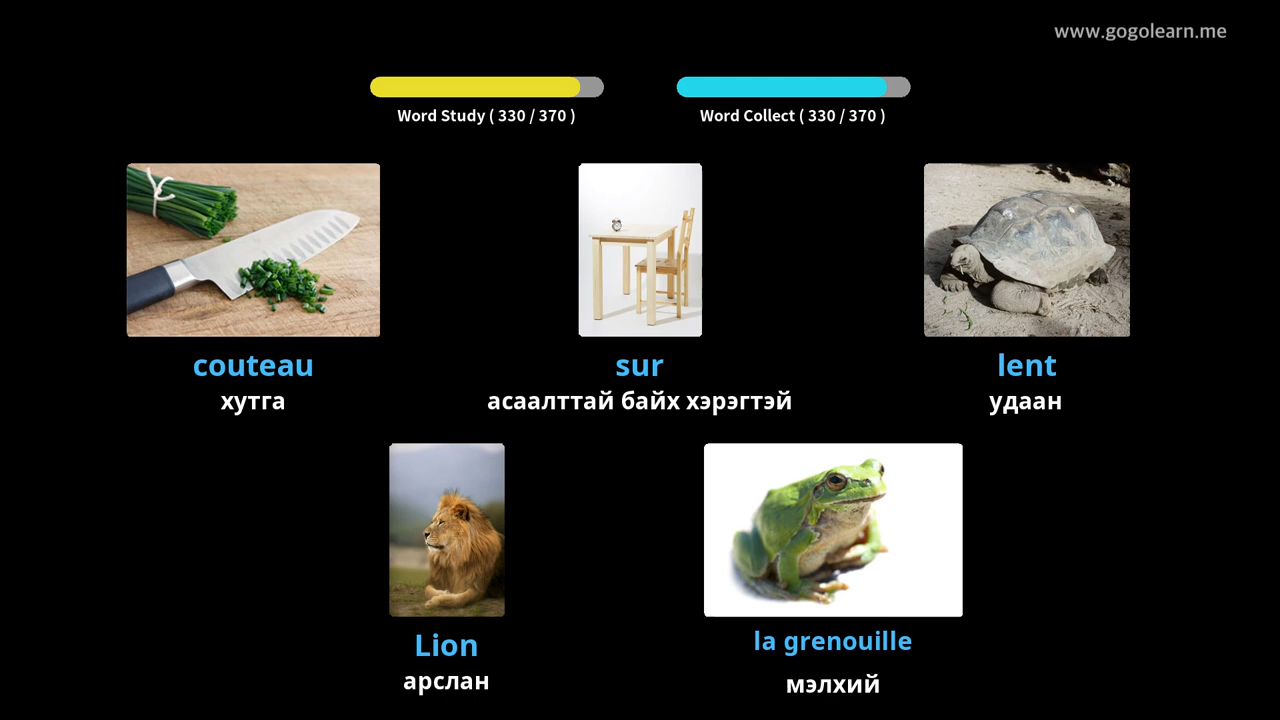 www.gogolearn.me
Word Study ( 330 / 370 )
Word Collect ( 330 / 370 )
couteau
хутга
sur
асаалттай байх хэрэгтэй
lent
удаан
Lion
арслан
la grenouille
мэлхий